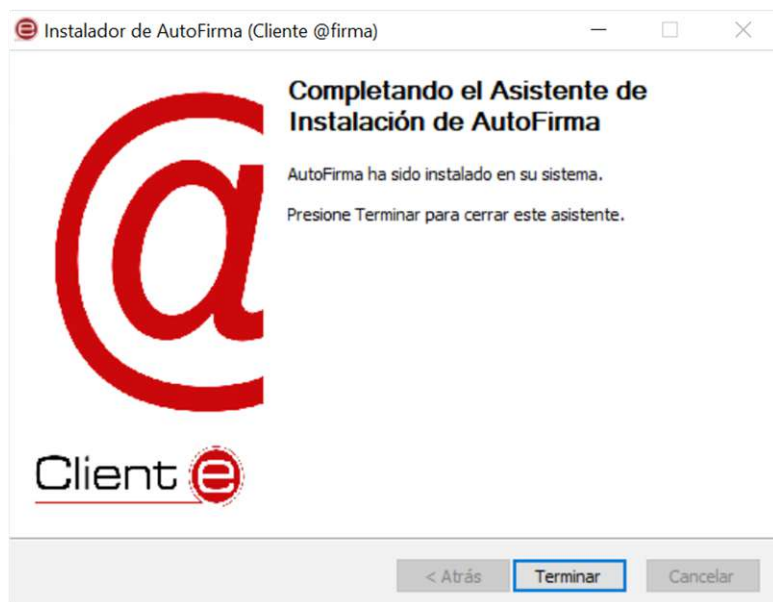 Instalador de AutoFirma (Cliente @firma)
Completando el Asistente de
Instalación de AutoFirma
AutoFirma ha sido instalado en su sistema.
Presione Terminar para cerrar este asistente.
@
Cliente
< Atrás
Terminar
Cancelar